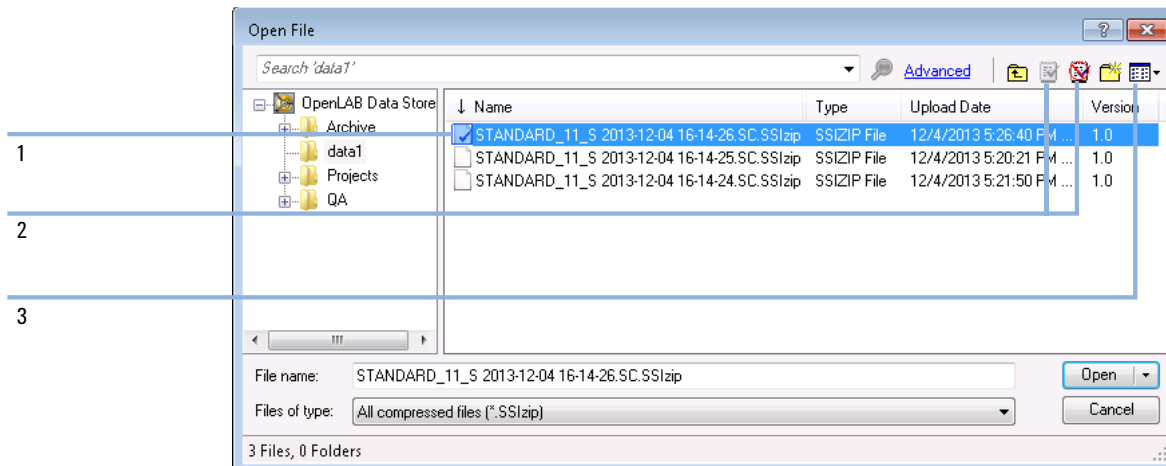 Open File
Search 'data1'
Advanced
OpenLAB Data Store
Archive
data1
Projects
QA
↓ Name Type Upload Date Version
STANDARD_11_S 2013-12-04 16-14-26.SC.SSIzip SSIZIP File 12/4/2013 5:26:40 PM ... 1.0
STANDARD_11_S 2013-12-04 16-14-25.SC.SSIzip SSIZIP File 12/4/2013 5:20:21 PM ... 1.0
STANDARD_11_S 2013-12-04 16-14-24.SC.SSIzip SSIZIP File 12/4/2013 5:21:50 PM ... 1.0
1
2
3
File name: STANDARD_11_S 2013-12-04 16-14-26.SC.SSIzip
Open
Files of type: All compressed files (*.SSIzip)
Cancel
3 Files, 0 Folders